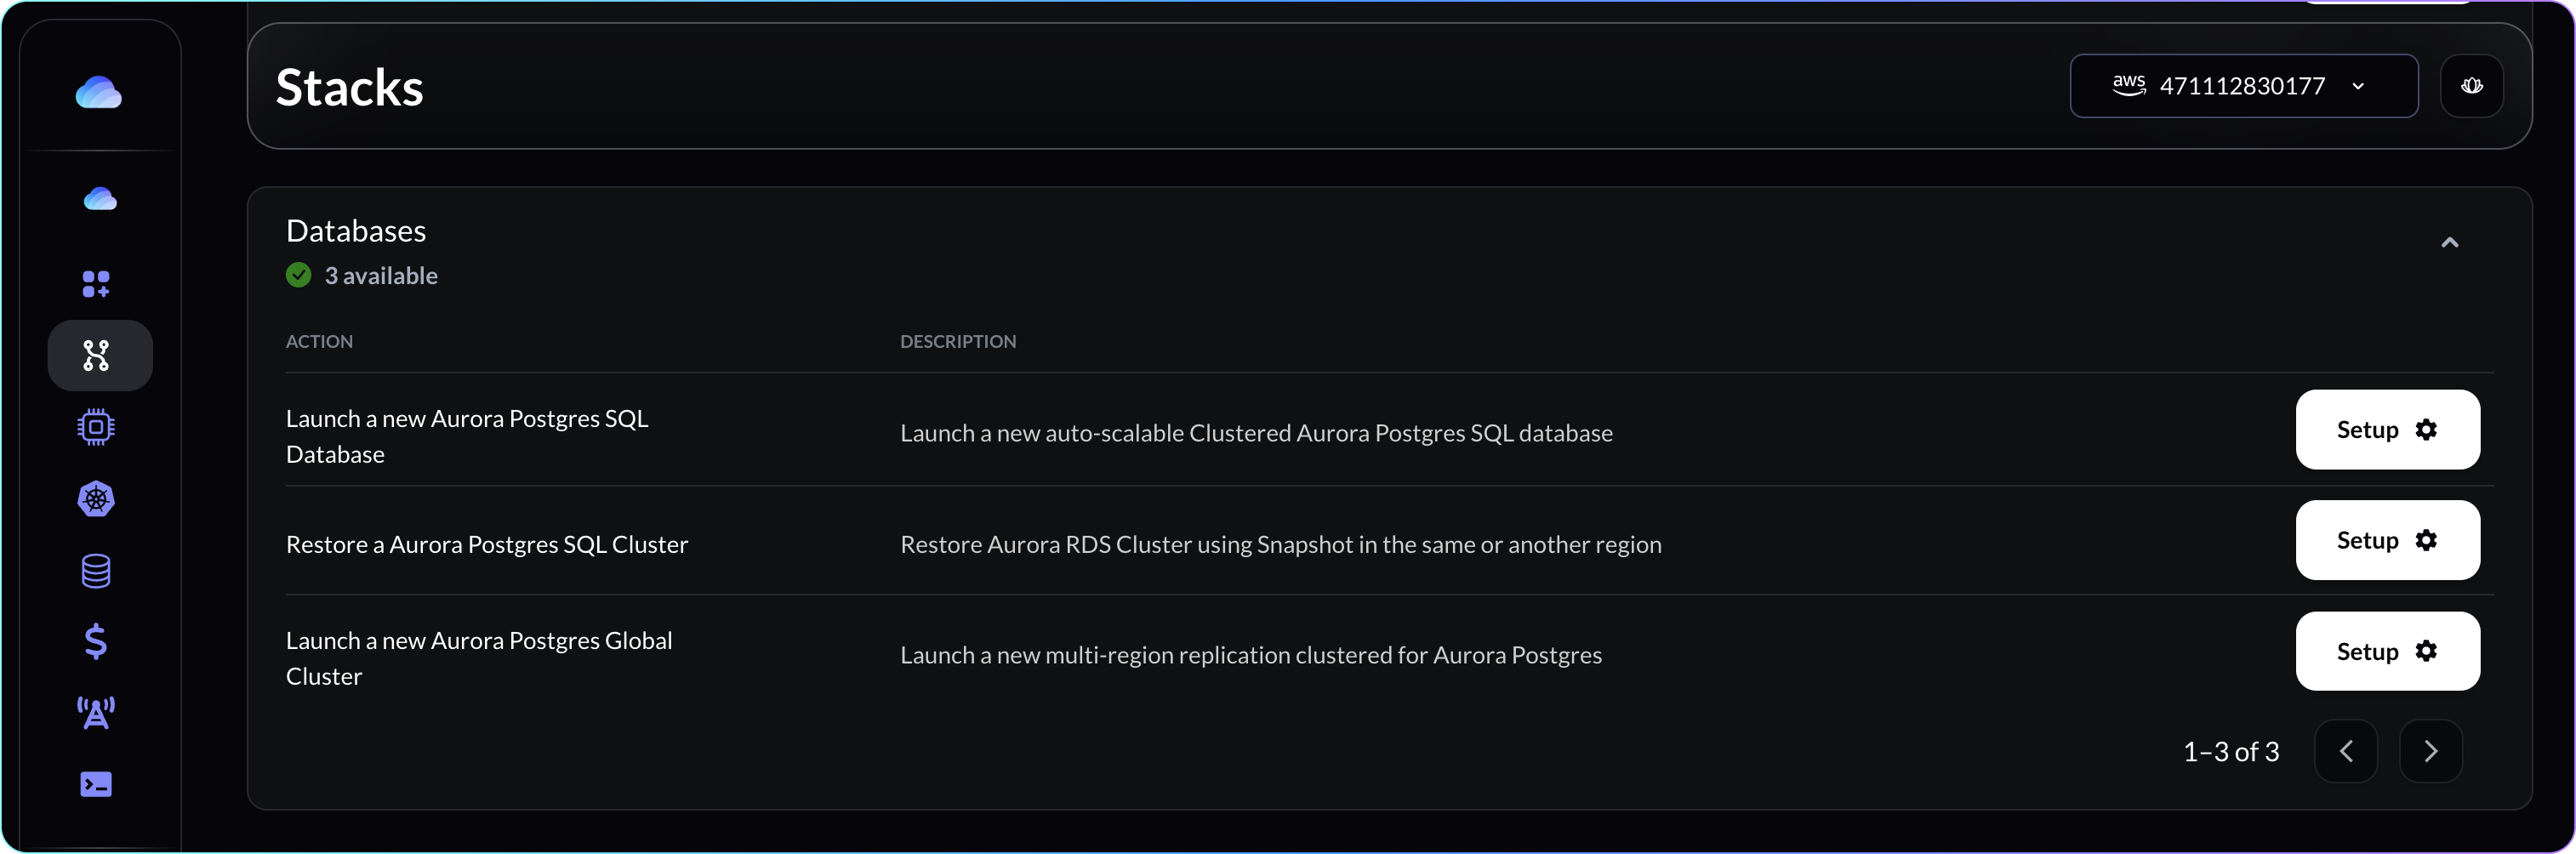 Stacks
aws 471112830177
Databases
3 available
ACTION
DESCRIPTION
Launch a new Aurora Postgres SQL
Database
Launch a new auto-scalable Clustered Aurora Postgres SQL database
Setup
Restore a Aurora Postgres SQL Cluster
Restore Aurora RDS Cluster using Snapshot in the same or another region
Setup
Launch a new Aurora Postgres Global
Cluster
Launch a new multi-region replication clustered for Aurora Postgres
Setup
1–3 of 3